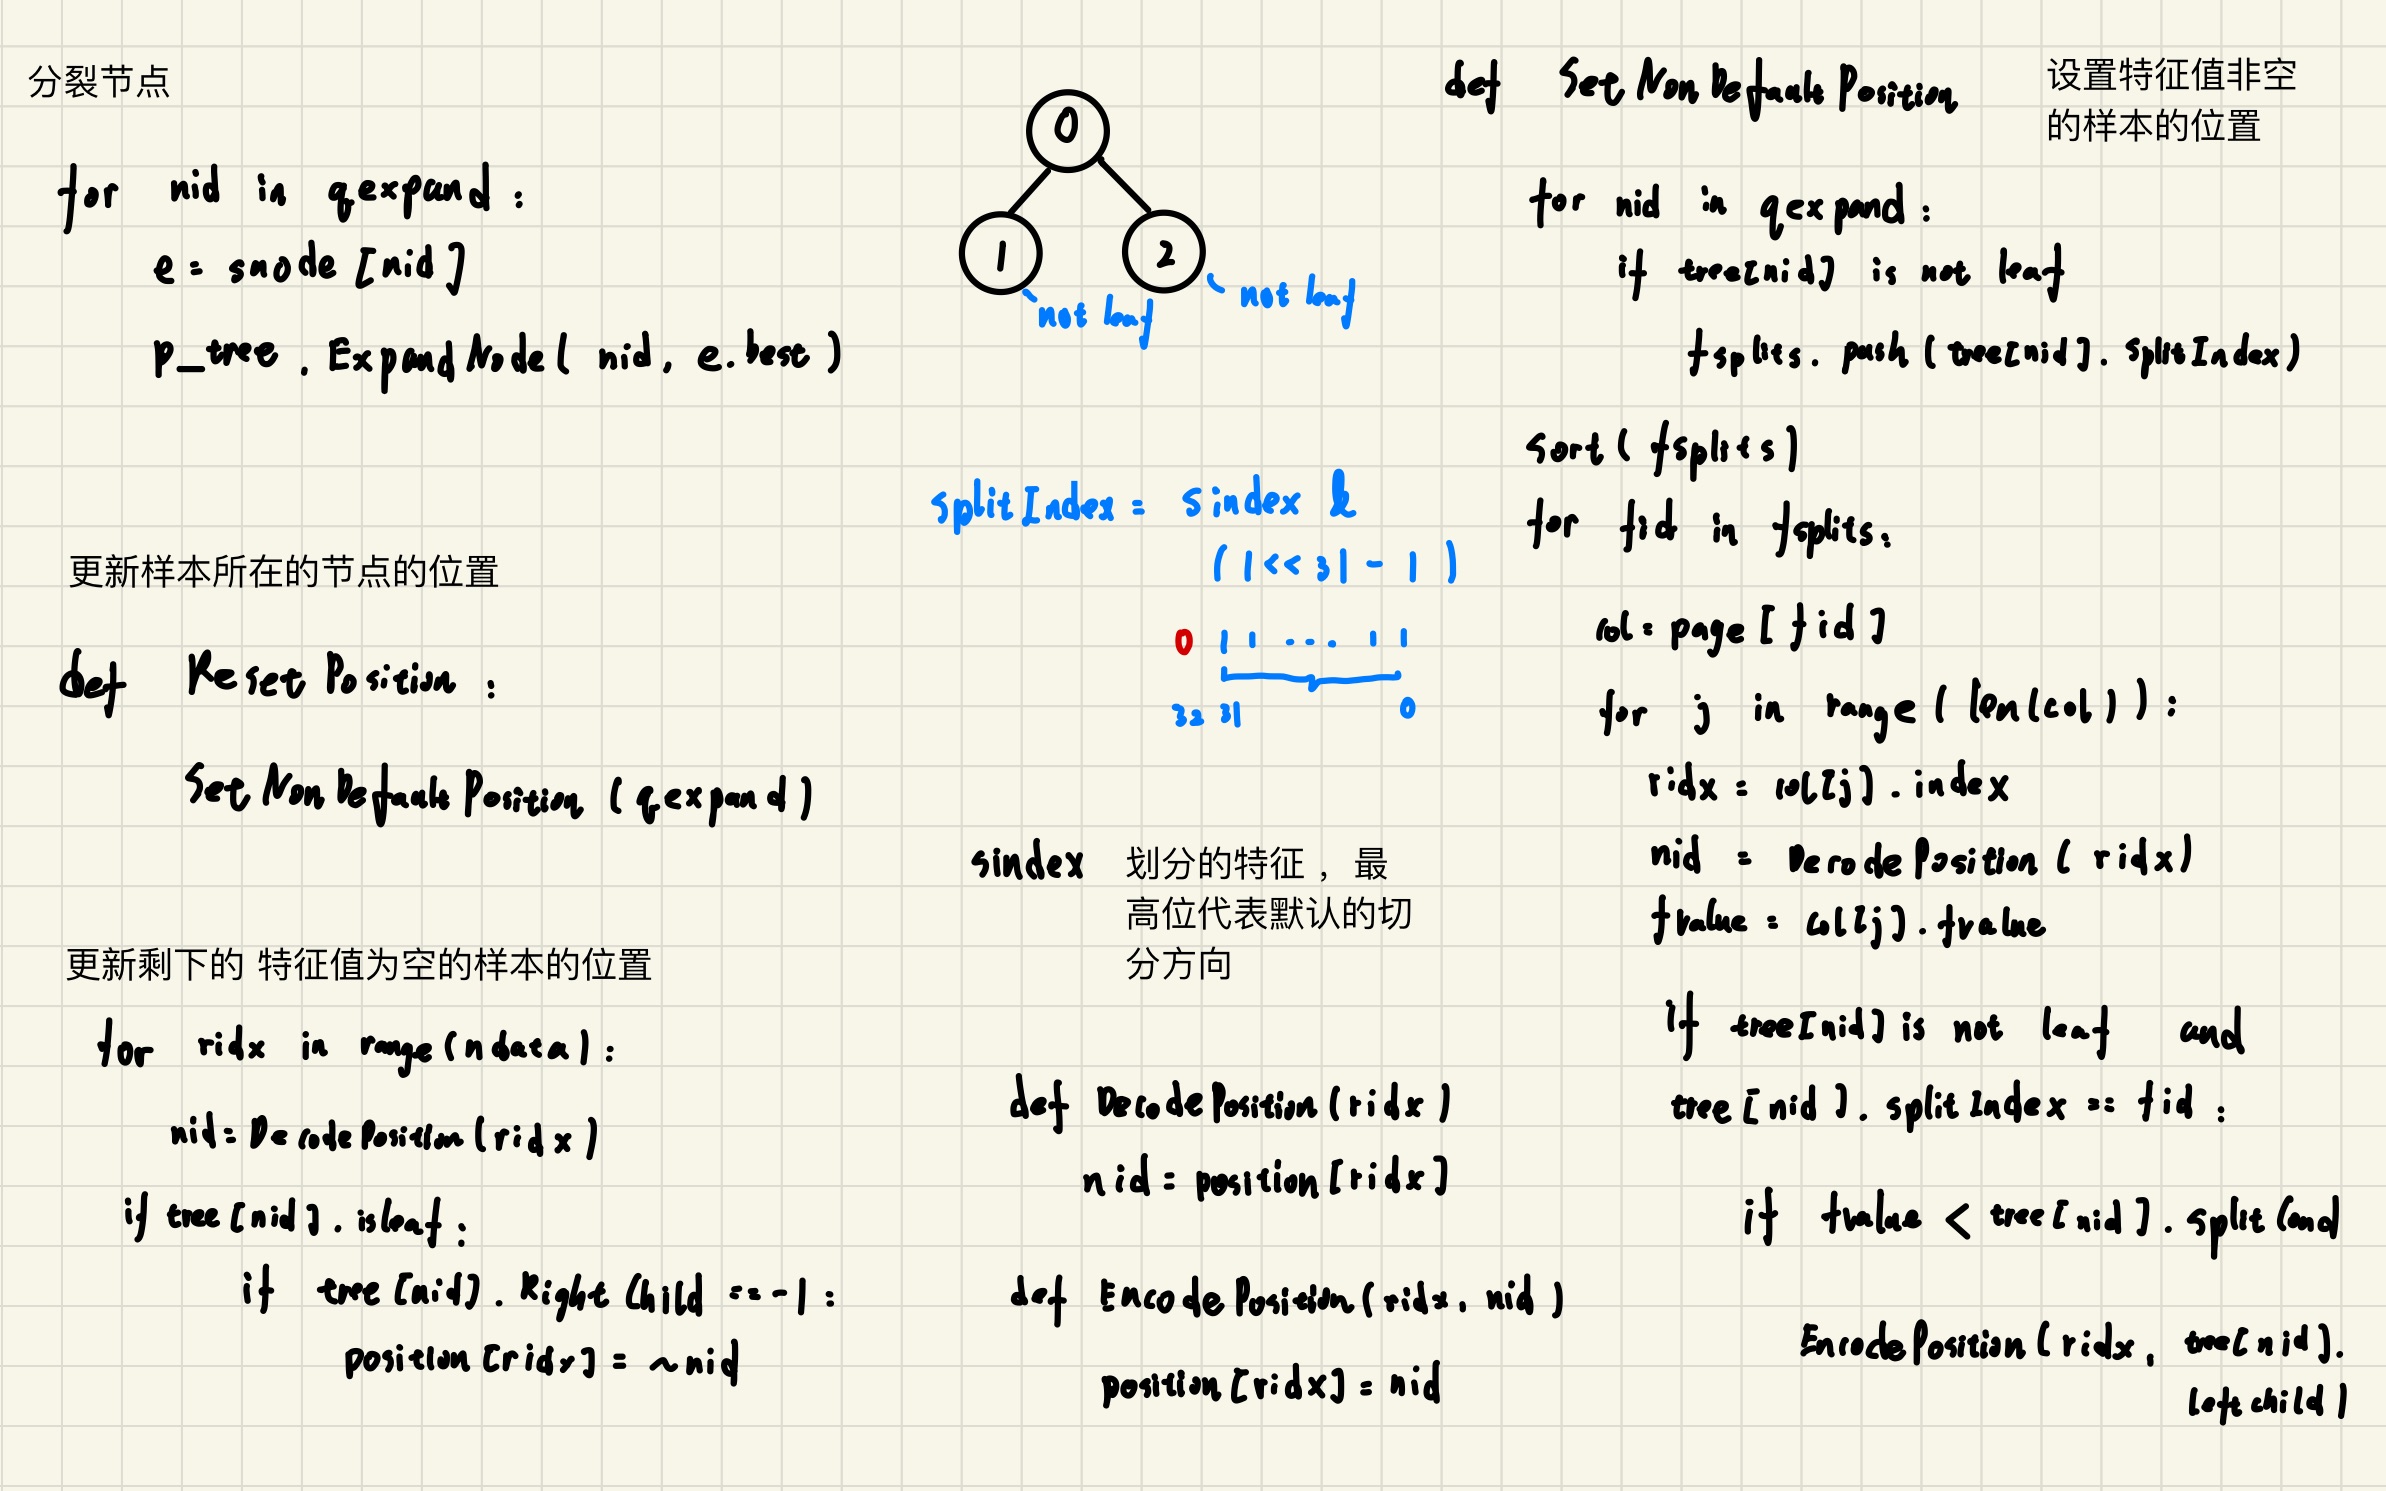 分裂节点
for nid in qexpand:
e = snode[nid]
p_tree.ExpandNode(nid, e.best)
更新样本所在的节点的位置
def ResetPosition:
SetNonDefaultPosition(qexpand)
更新剩下的 特征值为空的样本的位置
for ridx in range(ndata):
nid = DecodePosition(ridx)
if tree[nid].isleaf:
if tree[nid].RightChild == -1:
position[ridx] = ~nid
0
1
2
not leaf
not leaf
splitIndex = sindex &
(1<<31 - 1)
0 1 1 ... 1 1
32 31 0
sindex 划分的特征，最
高位代表默认的切
分方向
def DecodePosition(ridx)
nid = position[ridx]
def EncodePosition(ridx, nid)
position[ridx] = nid
def SetNonDefaultPosition
设置特征值非空
的样本的位置
for nid in qexpand:
if tree[nid] is not leaf
fsplits.push(tree[nid].splitIndex)
sort(fsplits)
for fid in fsplits:
col = page[fid]
for j in range(len(col)):
ridx = col[j].index
nid = DecodePosition(ridx)
fvalue = col[j].fvalue
if tree[nid] is not leaf and
tree[nid].splitIndex == fid:
if fvalue < tree[nid].splitCond
EncodePosition(ridx, tree[nid].
leftchild)